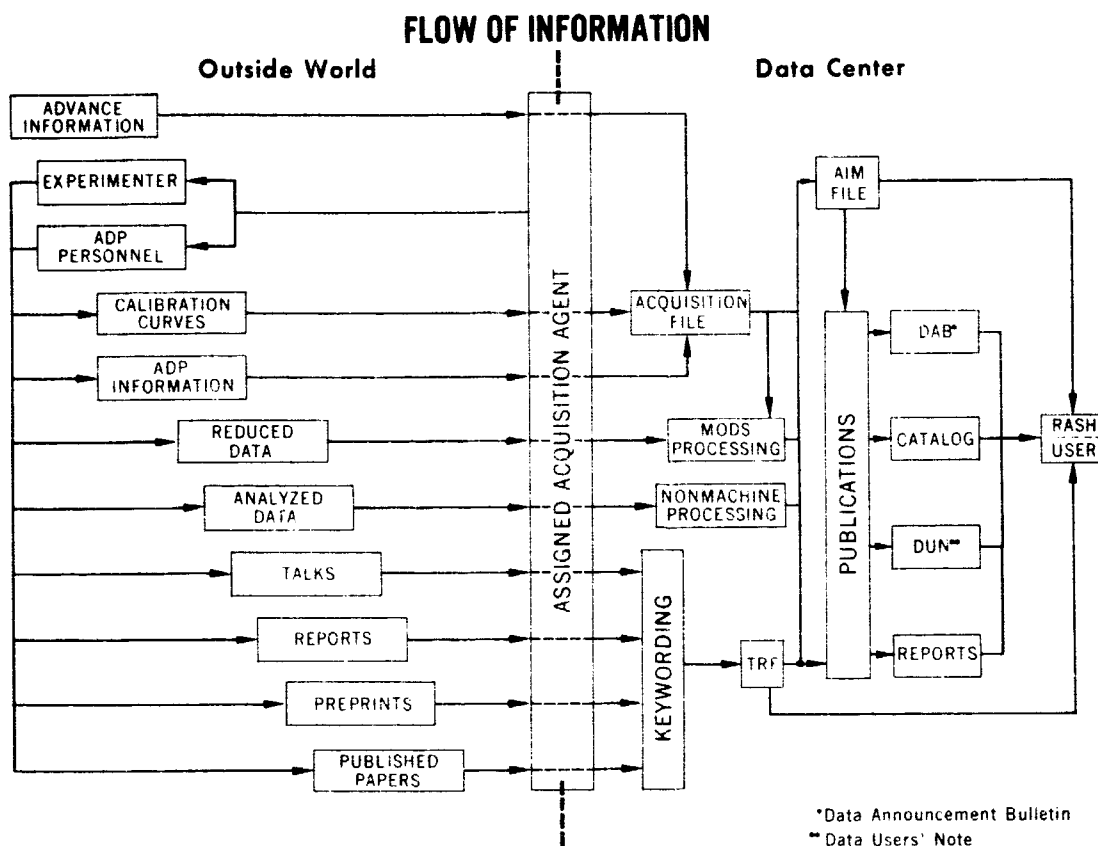 FLOW OF INFORMATION
Outside World
Data Center
ADVANCE
INFORMATION
EXPERIMENTER
ADP
PERSONNEL
CALIBRATION
CURVES
ADP
INFORMATION
REDUCED
DATA
ANALYZED
DATA
TALKS
REPORTS
PREPRINTS
PUBLISHED
PAPERS
ASSIGNED ACQUISITION AGENT
ACQUISITION
FILE
MODS
PROCESSING
NONMACHINE
PROCESSING
KEYWORDING
TRF
AIM
FILE
PUBLICATIONS
DAB*
CATALOG
DUN**
REPORTS
RASH
USER
*Data Announcement Bulletin
**Data Users' Note